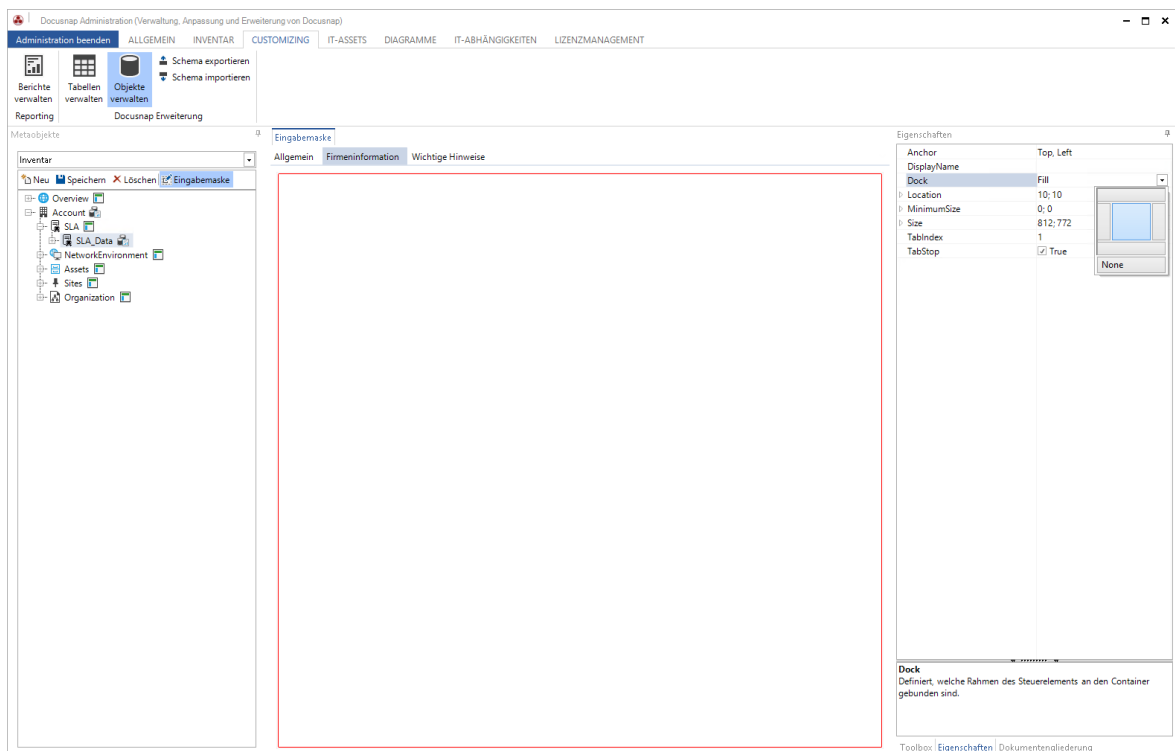 Docusnap Administration (Verwaltung, Anpassung und Erweiterung von Docusnap)
Administration beenden ALLGEMEIN INVENTAR CUSTOMIZING IT-ASSETS DIAGRAMME IT-ABHÄNGIGKEITEN LIZENZMANAGEMENT
Berichte verwalten
Tabellen verwalten
Objekte verwalten
Schema exportieren
Schema importieren
Reporting Docusnap Erweiterung
Metaobjekte
Inventar
Neu Speichern Löschen Eingabemaske
Overview
Account
SLA
SLA_Data
NetworkEnvironment
Assets
Sites
Organization
Eingabemaske
Allgemein Firmeninformation Wichtige Hinweise
Eigenschaften
Anchor Top, Left
DisplayName
Dock Fill
Location 10; 10
MinimumSize 0; 0
Size 812; 772
TabIndex 1
TabStop True
None
Dock
Definiert, welche Rahmen des Steuerelements an den Container
gebunden sind.
Toolbox Eigenschaften Dokumentengliederung